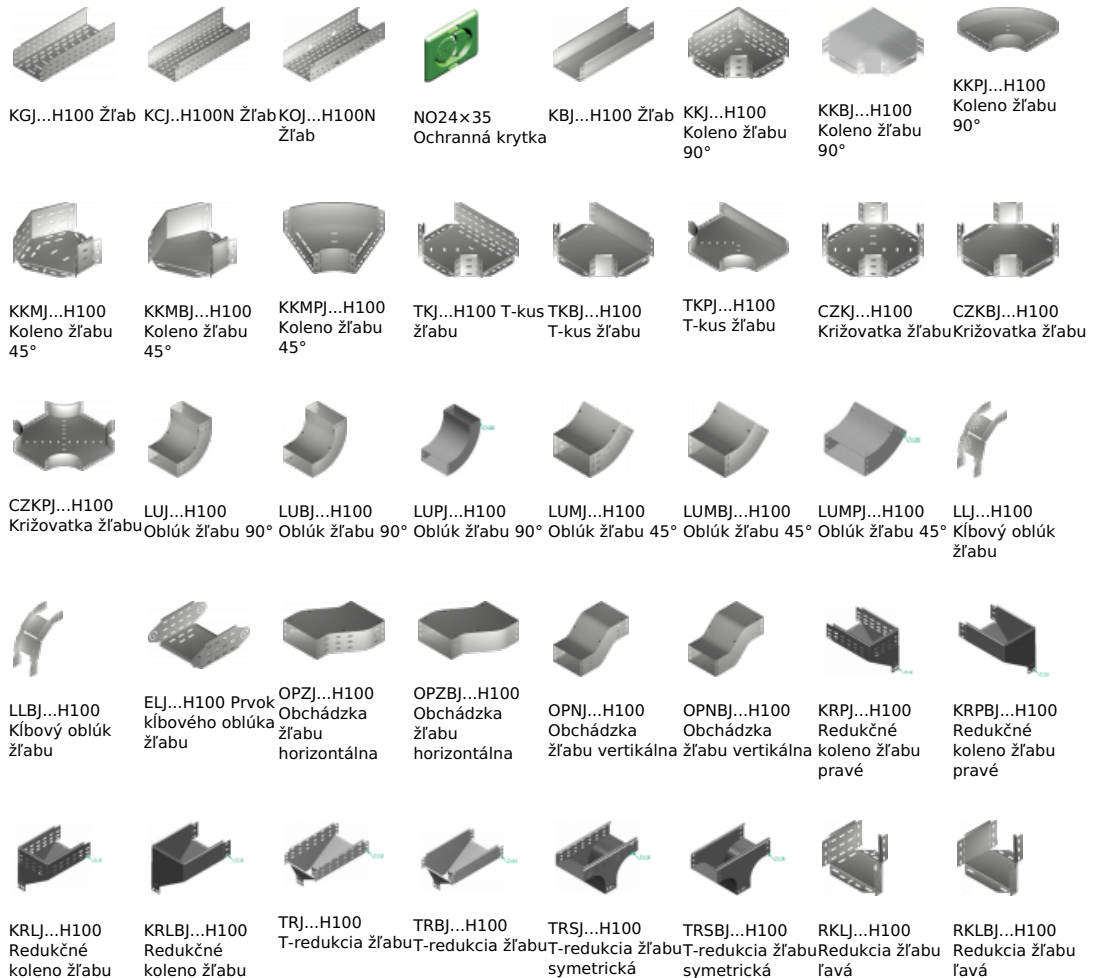 KGJ...H100 Žľab
KCJ..H100N Žľab
KOJ...H100N
Žľab
NO24×35
Ochranná krytka
KBJ...H100 Žľab
KKJ...H100
Koleno žľabu
90°
KKBJ...H100
Koleno žľabu
90°
KKPJ...H100
Koleno žľabu
90°
KKMJ...H100
Koleno žľabu
45°
KKMBJ...H100
Koleno žľabu
45°
KKMPJ...H100
Koleno žľabu
45°
TKJ...H100 T-kus
žľabu
TKBJ...H100
T-kus žľabu
TKPJ...H100
T-kus žľabu
CZKJ...H100
Križovatka žľabu
CZKBJ...H100
Križovatka žľabu
CZKPJ...H100
Križovatka žľabu
LUJ...H100
Oblúk žľabu 90°
LUBJ...H100
Oblúk žľabu 90°
LUPJ...H100
Oblúk žľabu 90°
LUMJ...H100
Oblúk žľabu 45°
LUMBJ...H100
Oblúk žľabu 45°
LUMPJ...H100
Oblúk žľabu 45°
LLJ...H100
Kĺbový oblúk
žľabu
LLBJ...H100
Kĺbový oblúk
žľabu
ELJ...H100 Prvok
kĺbového oblúka
žľabu
OPZJ...H100
Obchádzka
žľabu
horizontálna
OPZBJ...H100
Obchádzka
žľabu
horizontálna
OPNJ...H100
Obchádzka
žľabu vertikálna
OPNBJ...H100
Obchádzka
žľabu vertikálna
KRPJ...H100
Redukčné
koleno žľabu
pravé
KRPBJ...H100
Redukčné
koleno žľabu
pravé
KRLJ...H100
Redukčné
koleno žľabu
KRLBJ...H100
Redukčné
koleno žľabu
TRJ...H100
T-redukcia žľabu
TRBJ...H100
T-redukcia žľabu
TRSJ...H100
T-redukcia žľabu
symetrická
TRSBJ...H100
T-redukcia žľabu
symetrická
RKLJ...H100
Redukcia žľabu
ľavá
RKLBJ...H100
Redukcia žľabu
ľavá